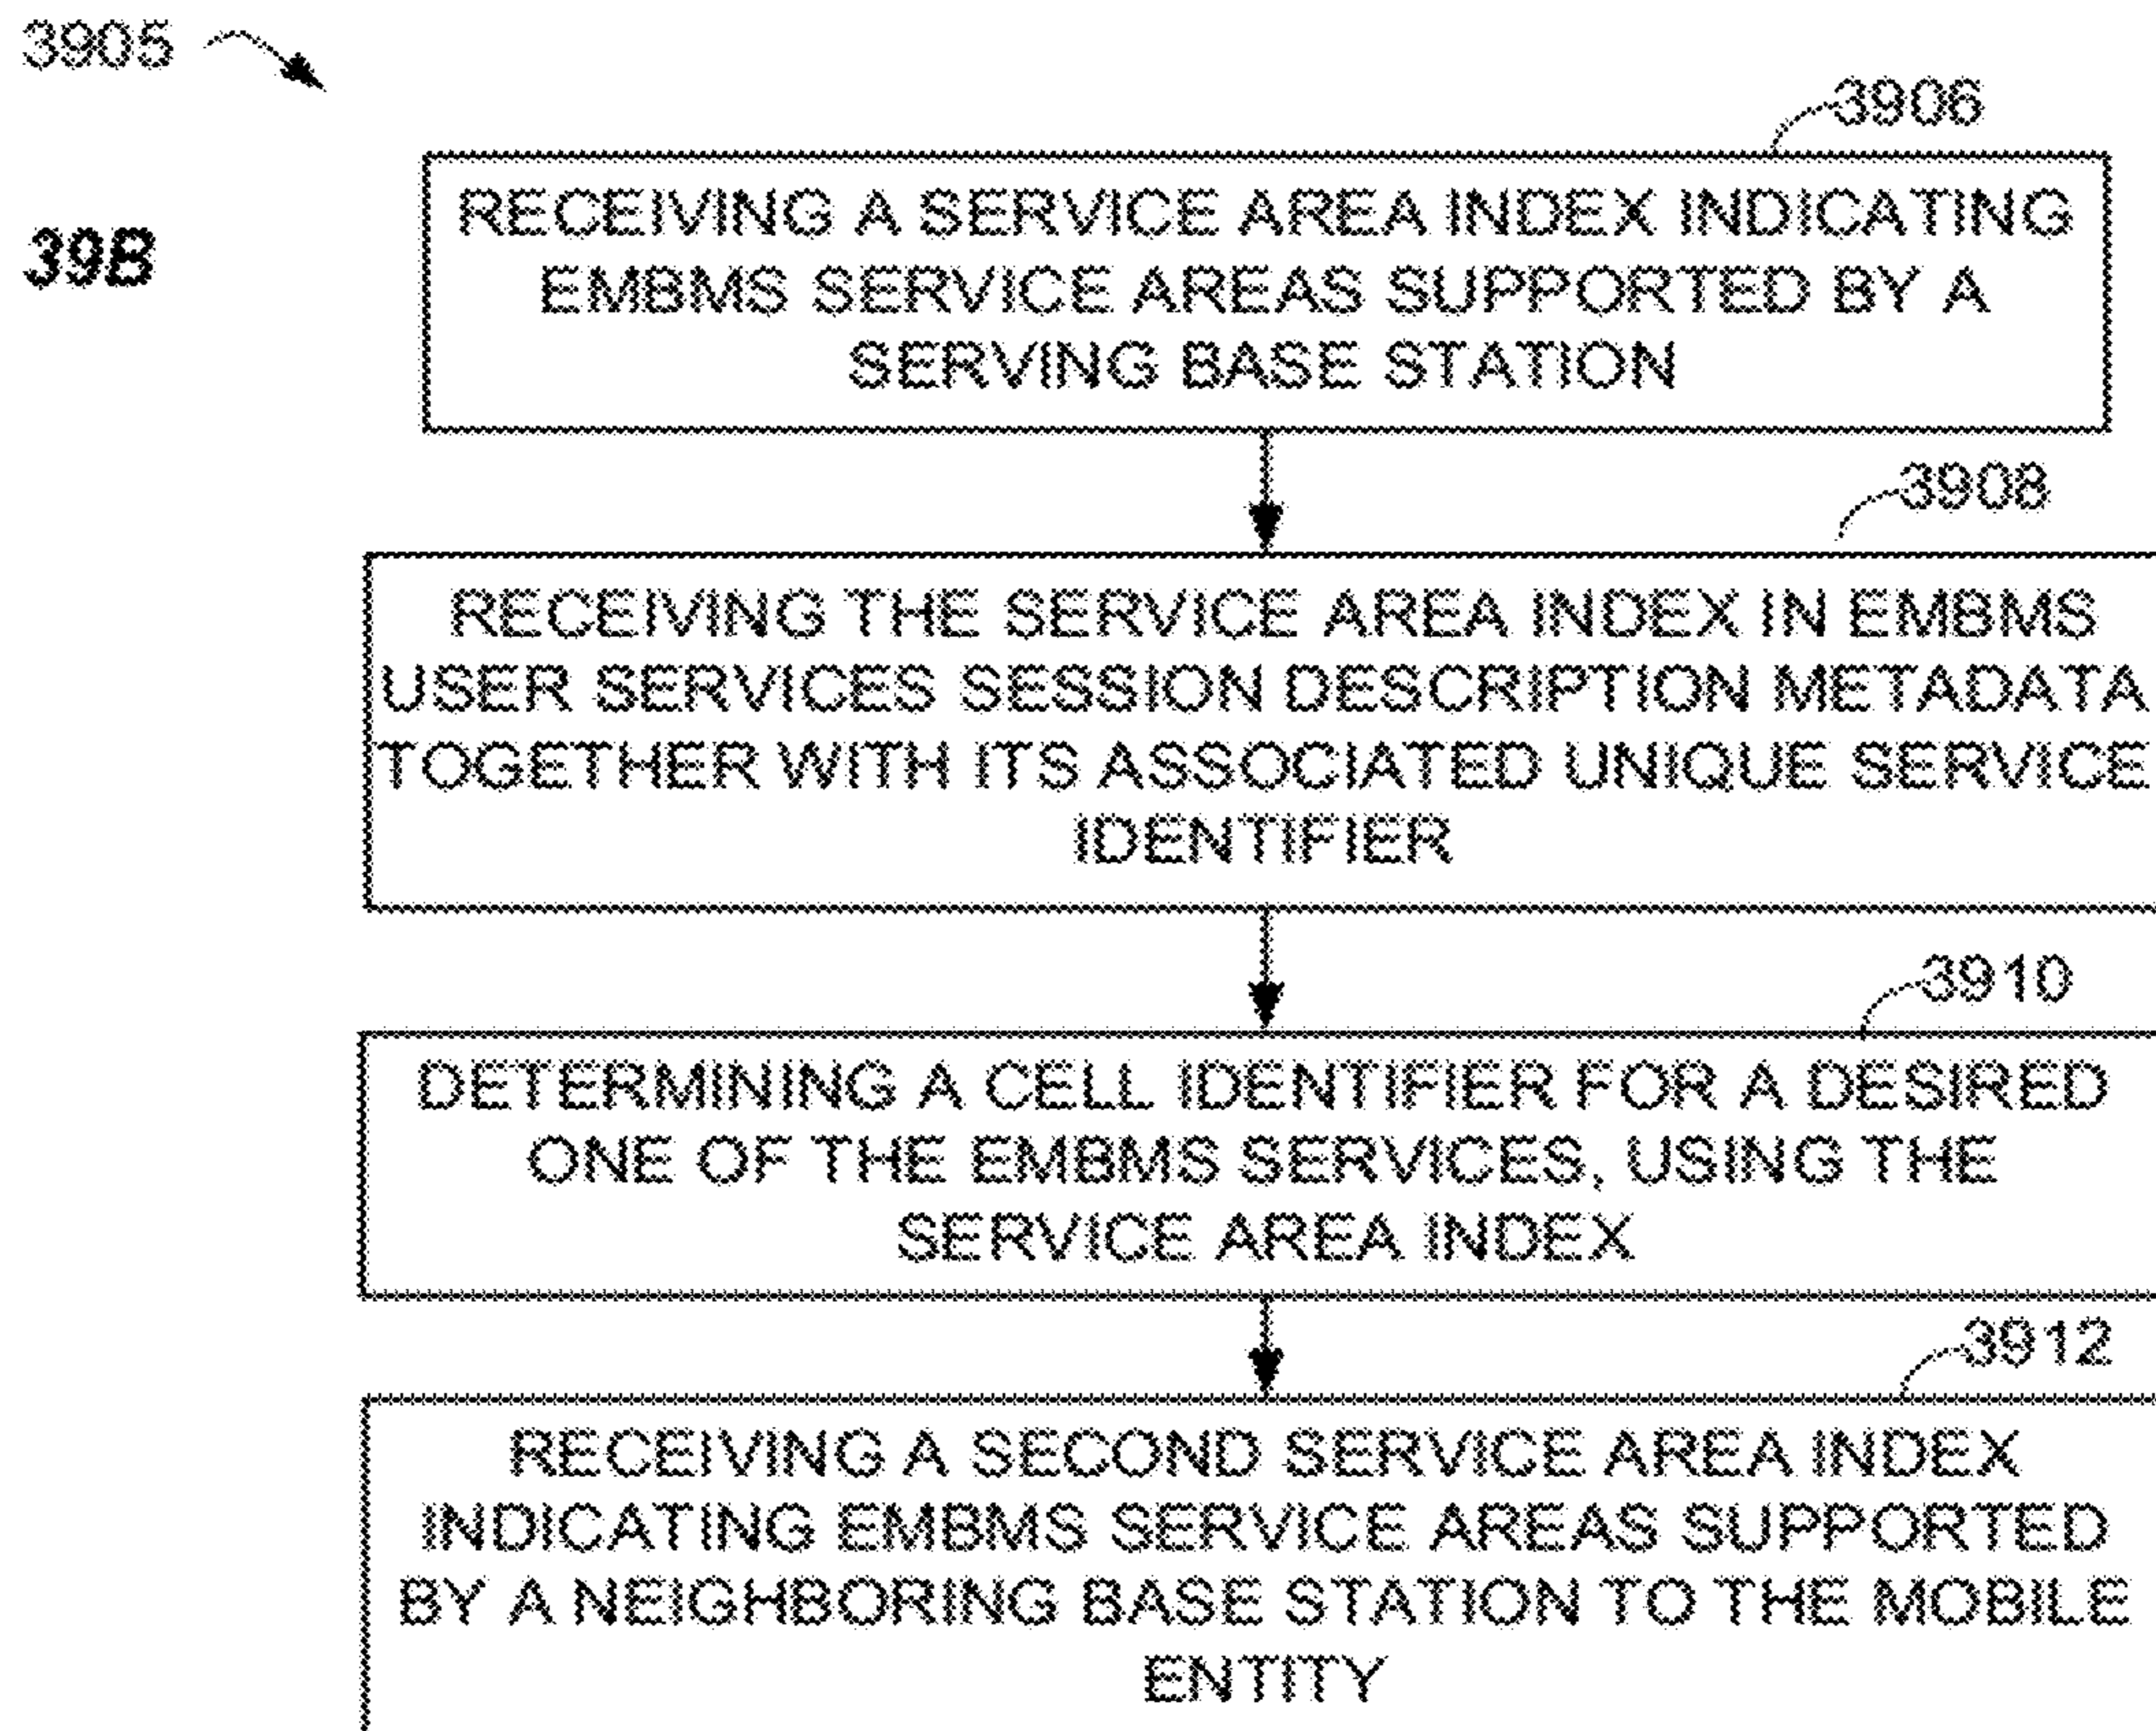 3905
3906
39B
RECEIVING A SERVICE AREA INDEX INDICATING
EMBMS SERVICE AREAS SUPPORTED BY A
SERVING BASE STATION
3908
RECEIVING THE SERVICE AREA INDEX IN EMBMS
USER SERVICES SESSION DESCRIPTION METADATA
TOGETHER WITH ITS ASSOCIATED UNIQUE SERVICE
IDENTIFIER
3910
DETERMINING A CELL IDENTIFIER FOR A DESIRED
ONE OF THE EMBMS SERVICES, USING THE
SERVICE AREA INDEX
3912
RECEIVING A SECOND SERVICE AREA INDEX
INDICATING EMBMS SERVICE AREAS SUPPORTED
BY A NEIGHBORING BASE STATION TO THE MOBILE
ENTITY